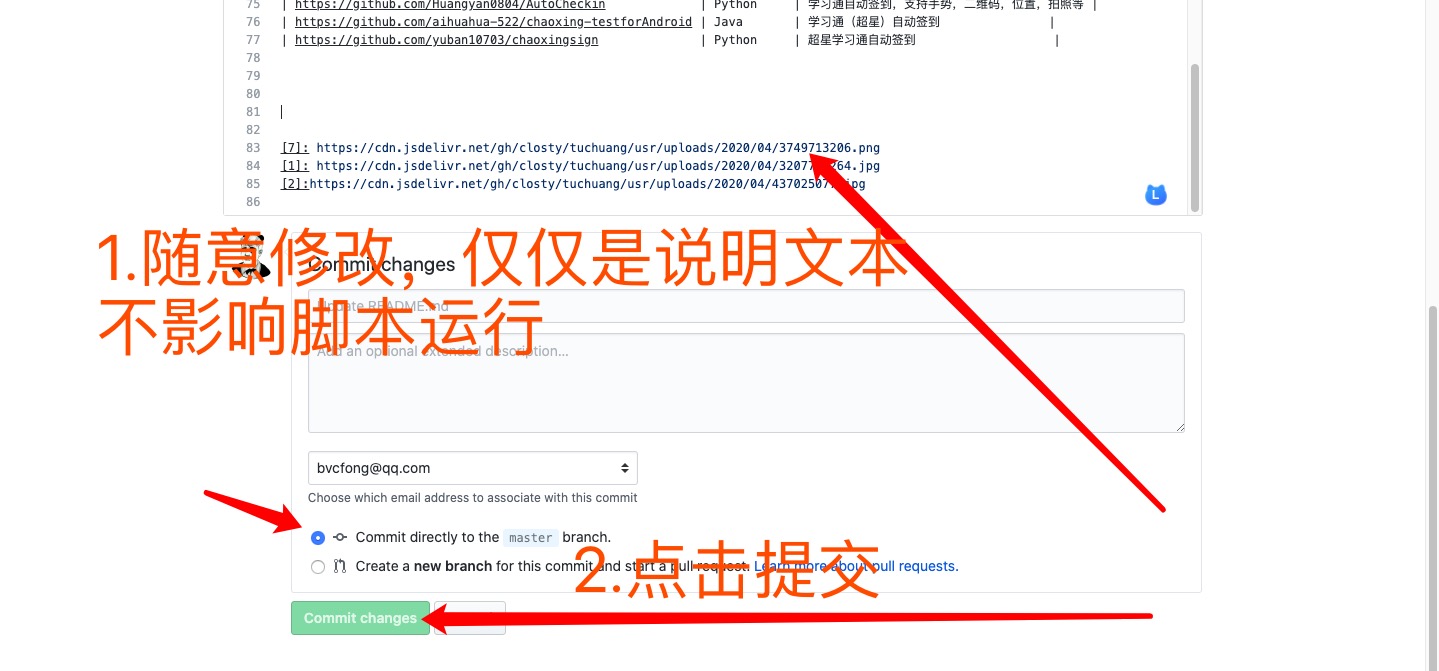 75 | https://github.com/Huangyan0804/AutoCheckin | Python | 学习通自动签到，支持手势，二维码，位置，拍照等 |
76 | https://github.com/aihuahua-522/chaoxing-testforAndroid | Java | 学习通（超星）自动签到 |
77 | https://github.com/yuban10703/chaoxingsign | Python | 超星学习通自动签到 |
78
79
80
81
82
83 [7]: https://cdn.jsdelivr.net/gh/closty/tuchuang/usr/uploads/2020/04/3749713206.png
84 [1]: https://cdn.jsdelivr.net/gh/closty/tuchuang/usr/uploads/2020/04/
85 [2]:https://cdn.jsdelivr.net/gh/closty/tuchuang/usr/uploads/2020/04/
86
L
1.随意修改，仅仅是说明文本
不影响脚本运行
Commit changes
Update README.md
Add an optional extended description...
bvcfong@qq.com
Choose which email address to associate with this commit
Commit directly to the master branch.
Create a new branch for this commit and start a pull request. Learn more about pull requests.
2.点击提交
Commit changes